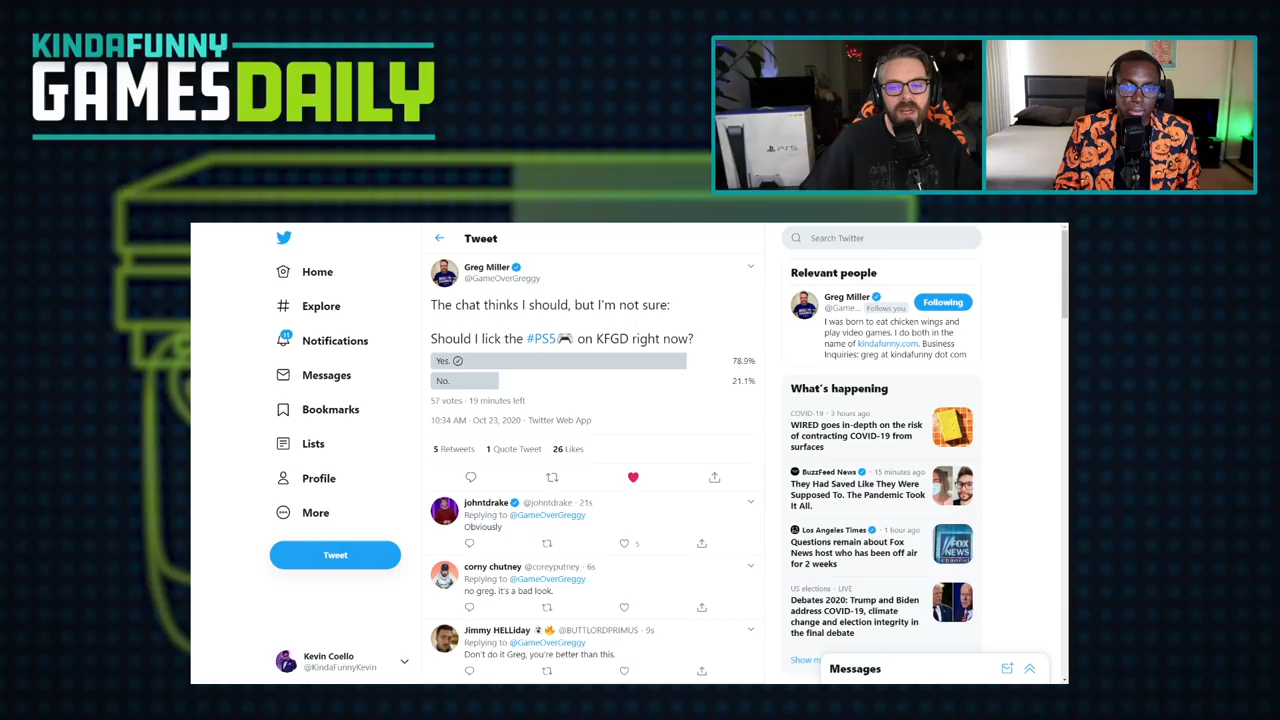 KINDAFUNNY
GAMESDAILY
PS5
Home
Explore
11
Notifications
Messages
Bookmarks
Lists
Profile
More
Tweet
Kevin Coello
@KindaFunnyKevin
Tweet
Greg Miller
@GameOverGreggy
The chat thinks I should, but I'm not sure:
Should I lick the #PS5🎮 on KFGD right now?
Yes. 78.9%
No. 21.1%
57 votes · 19 minutes left
10:34 AM · Oct 23, 2020 · Twitter Web App
5 Retweets 1 Quote Tweet 26 Likes
johntdrake @johntdrake · 21s
Replying to @GameOverGreggy
Obviously
5
corny chutney @coreyputney · 6s
Replying to @GameOverGreggy
no greg, it's a bad look.
Jimmy HELLiday @BUTTLORDPRIMUS · 9s
Replying to @GameOverGreggy
Don't do it Greg, you're better than this.
Search Twitter
Relevant people
Greg Miller
@Game... Follows you
Following
I was born to eat chicken wings and
play video games. I do both in the
name of kindafunny.com. Business
Inquiries: greg at kindafunny dot com
What's happening
COVID-19 · 3 hours ago
WIRED goes in-depth on the risk
of contracting COVID-19 from
surfaces
BuzzFeed News · 15 minutes ago
They Had Saved Like They Were
Supposed To. The Pandemic Took
It All.
Los Angeles Times · 1 hour ago
Questions remain about Fox
News host who has been off air
for 2 weeks
FOX
NEWS
channel
US elections · LIVE
Debates 2020: Trump and Biden
address COVID-19, climate
change and election integrity in
the final debate
Show m
Messages